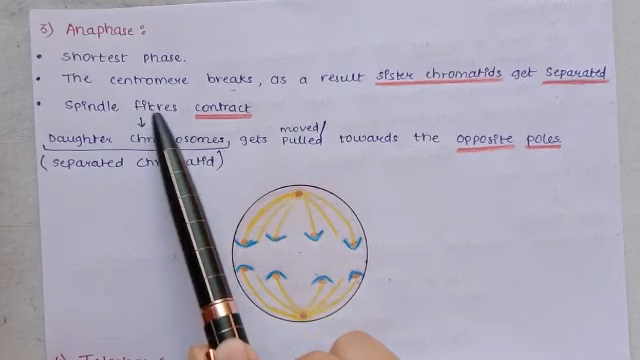 3) Anaphase :
• Shortest phase.
• The centromere breaks, as a result sister chromatids get separated
• Spindle fibres contract
↓
Daughter chromosomes, gets moved/pulled towards the opposite poles
(separated chromatid)